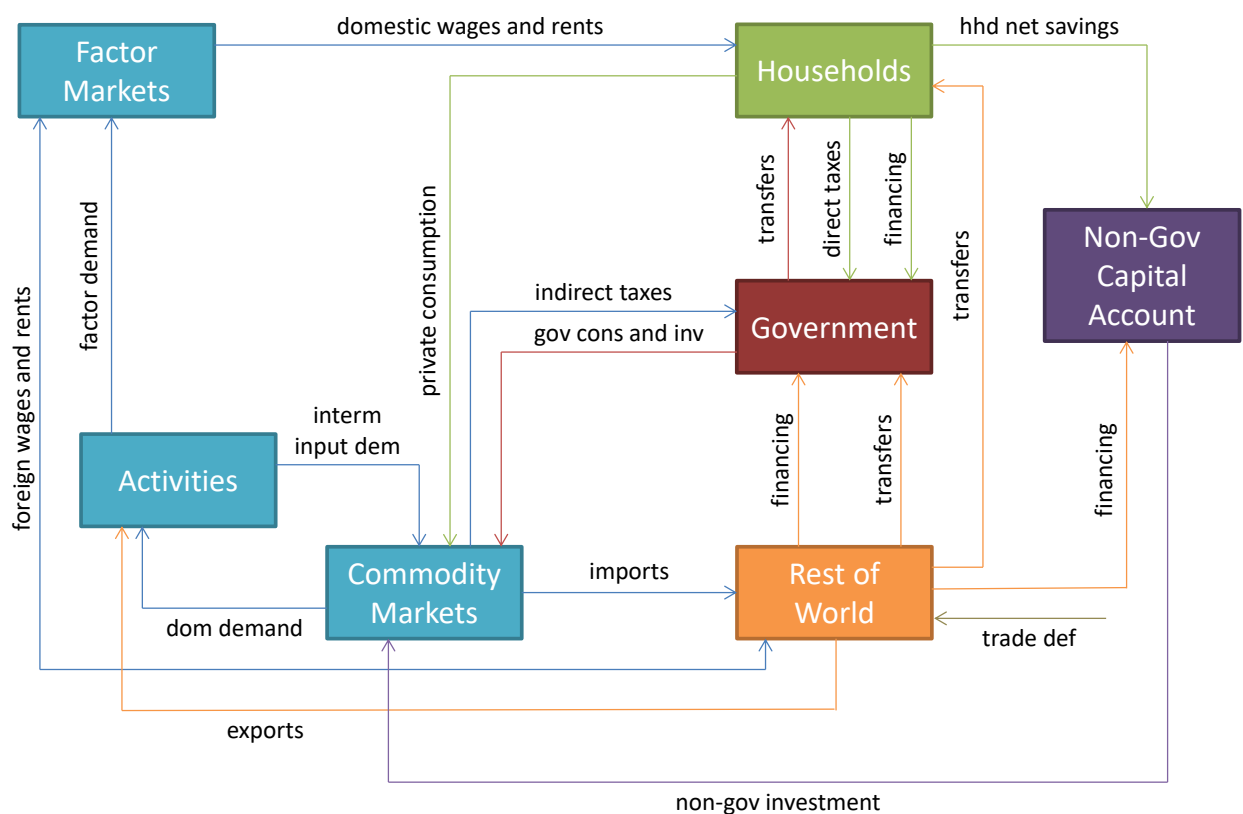 domestic wages and rents
hhd net savings
Factor
Markets
Households
factor demand
foreign wages and rents
private consumption
transfers
direct taxes
financing
transfers
Non-Gov
Capital
Account
indirect taxes
gov cons and inv
Government
interm
input dem
Activities
financing
transfers
financing
Commodity
Markets
imports
Rest of
World
dom demand
trade def
exports
non-gov investment